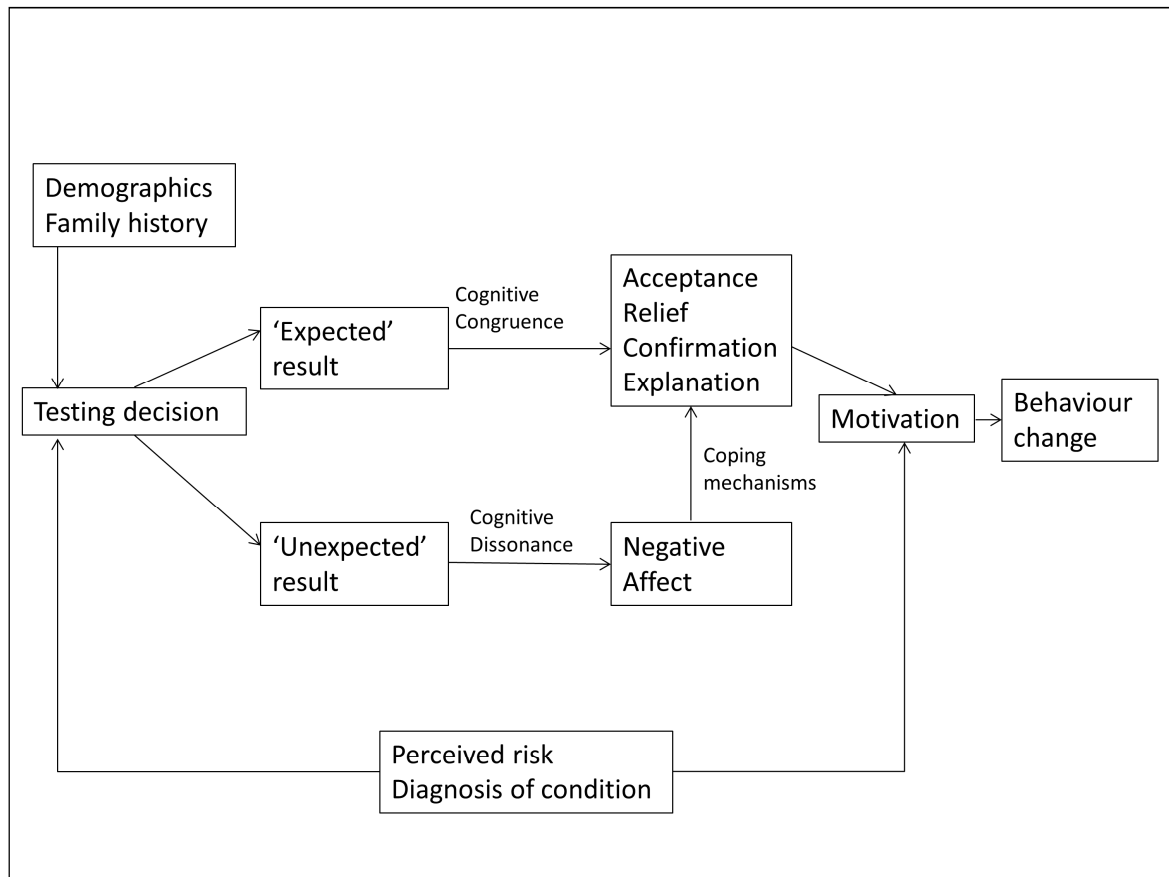 Demographics
Family history
Testing decision
‘Expected’
result
‘Unexpected’
result
Cognitive
Congruence
Cognitive
Dissonance
Acceptance
Relief
Confirmation
Explanation
Coping
mechanisms
Negative
Affect
Motivation
Behaviour
change
Perceived risk
Diagnosis of condition